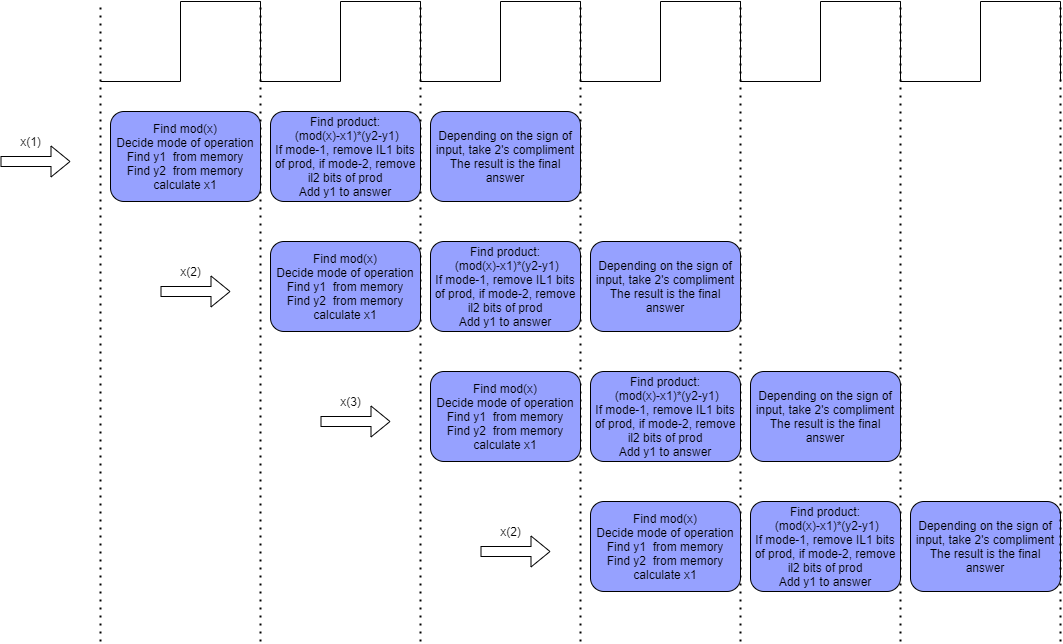 x(1)
Find mod(x)
Decide mode of operation
Find y1 from memory
Find y2 from memory
calculate x1
Find product:
(mod(x)-x1)*(y2-y1)
If mode-1, remove IL1 bits
of prod, if mode-2, remove
il2 bits of prod
Add y1 to answer
Depending on the sign of
input, take 2's compliment
The result is the final
answer
x(2)
Find mod(x)
Decide mode of operation
Find y1 from memory
Find y2 from memory
calculate x1
Find product:
(mod(x)-x1)*(y2-y1)
If mode-1, remove IL1 bits
of prod, if mode-2, remove
il2 bits of prod
Add y1 to answer
Depending on the sign of
input, take 2's compliment
The result is the final
answer
x(3)
Find mod(x)
Decide mode of operation
Find y1 from memory
Find y2 from memory
calculate x1
Find product:
(mod(x)-x1)*(y2-y1)
If mode-1, remove IL1 bits
of prod, if mode-2, remove
il2 bits of prod
Add y1 to answer
Depending on the sign of
input, take 2's compliment
The result is the final
answer
x(2)
Find mod(x)
Decide mode of operation
Find y1 from memory
Find y2 from memory
calculate x1
Find product:
(mod(x)-x1)*(y2-y1)
If mode-1, remove IL1 bits
of prod, if mode-2, remove
il2 bits of prod
Add y1 to answer
Depending on the sign of
input, take 2's compliment
The result is the final
answer